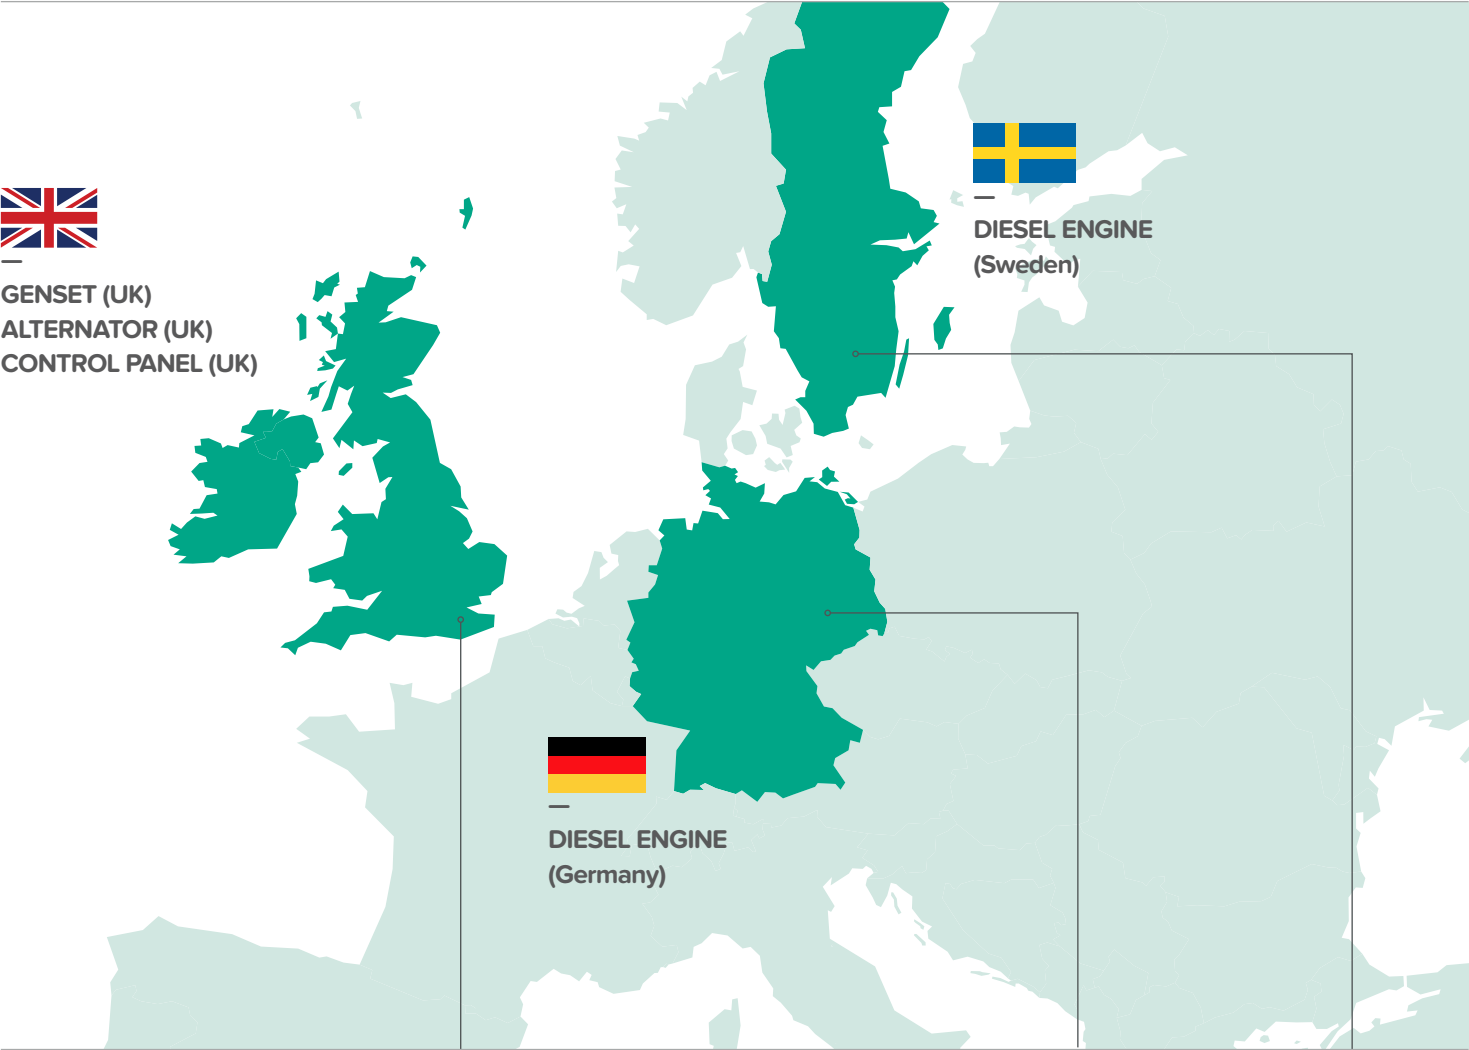 GENSET (UK)
ALTERNATOR (UK)
CONTROL PANEL (UK)
DIESEL ENGINE
(Sweden)
DIESEL ENGINE
(Germany)